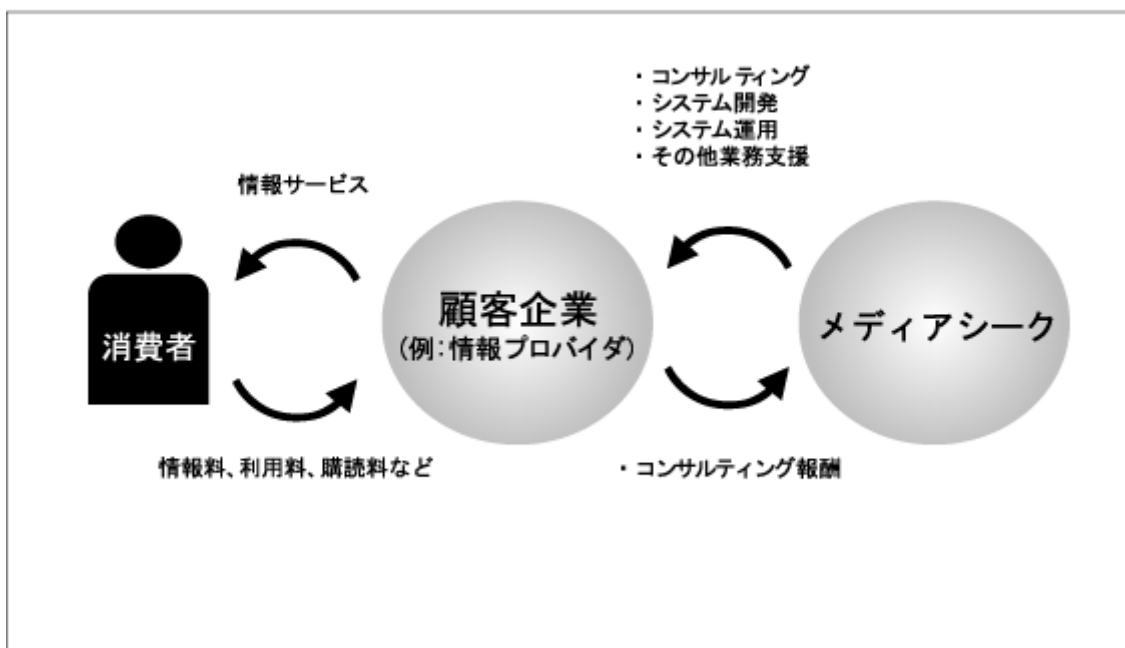 ・コンサルティング
・システム開発
・システム運用
・その他業務支援
情報サービス
消費者
顧客企業
(例:情報プロバイダ)
メディアシーク
情報料、利用料、購読料など
・コンサルティング報酬